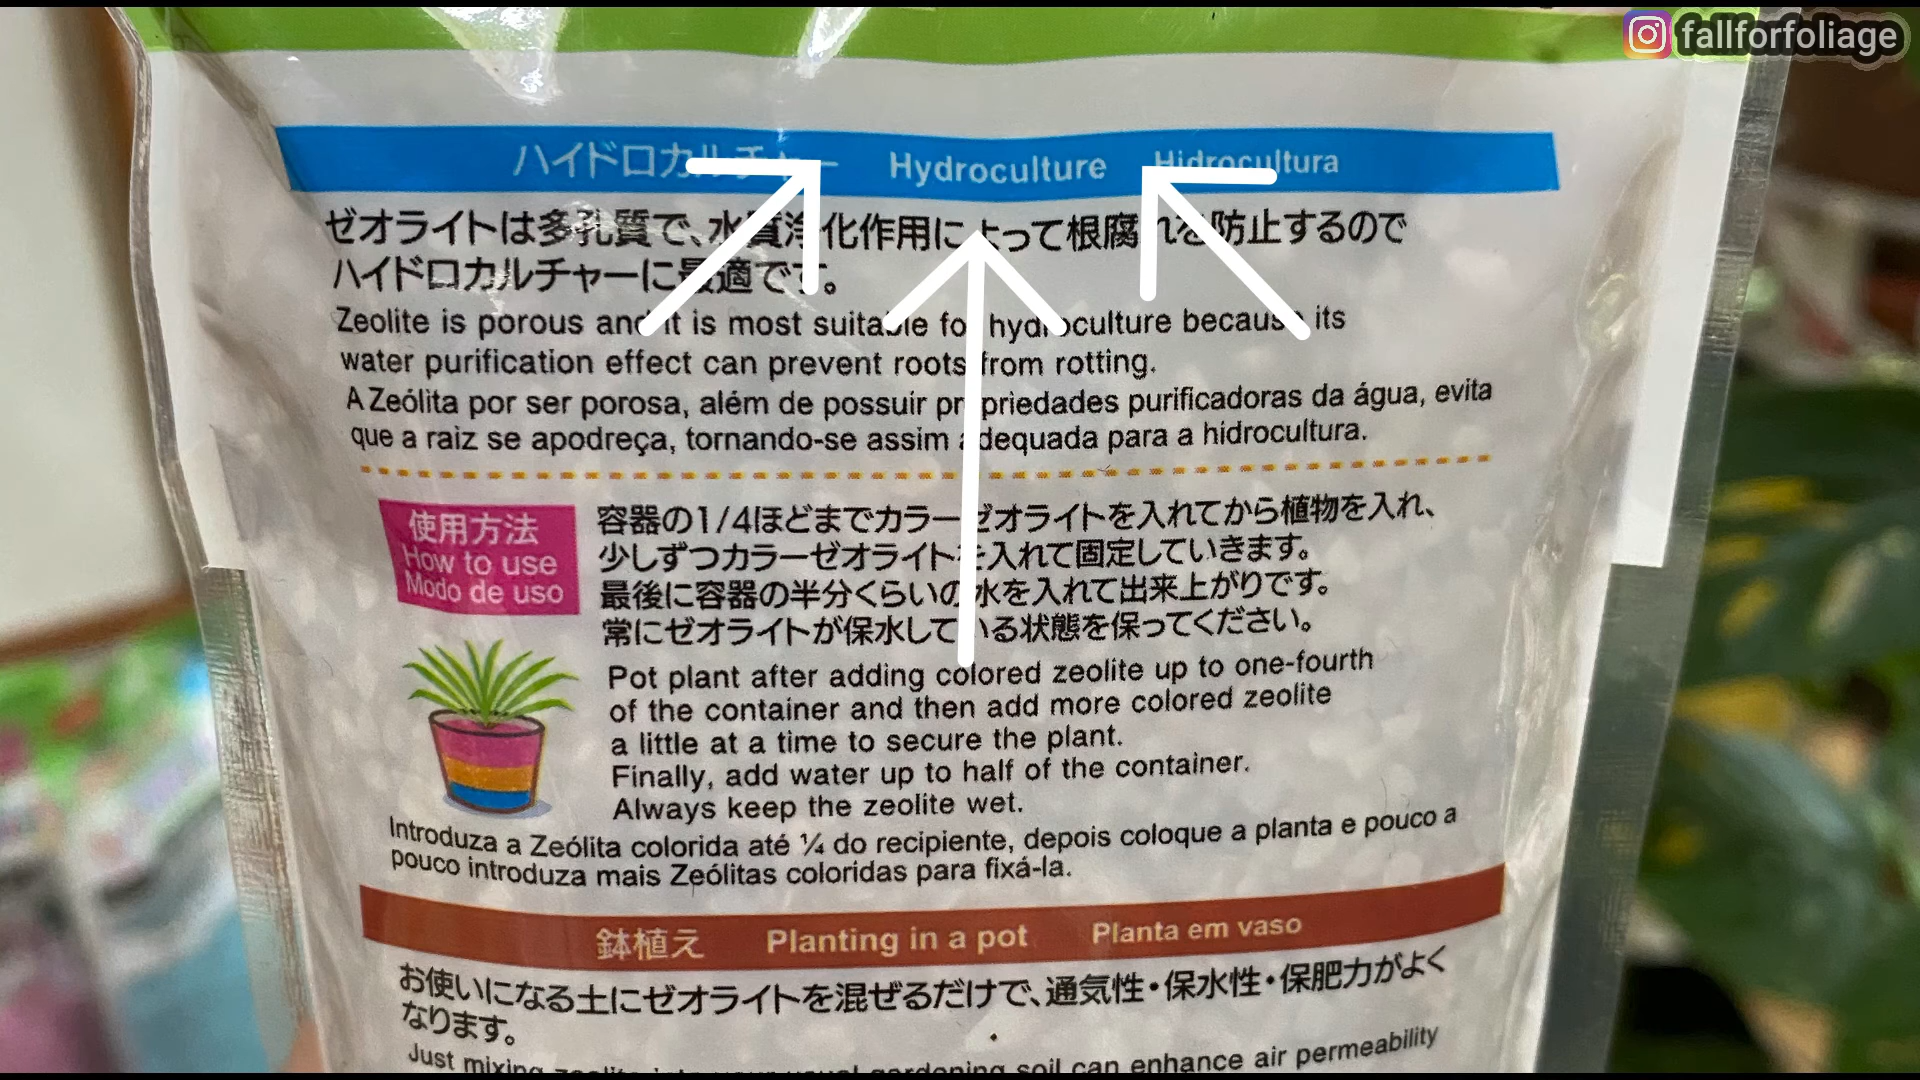 fallforfoliage
ハイドロカルチャー Hydroculture Hidrocultura
ゼオライトは多孔質で、水質浄化作用によって根腐れを防止するので
ハイドロカルチャーに最適です。
Zeolite is porous and it is most suitable for hydroculture because its
water purification effect can prevent roots from rotting.
A Zeólita por ser porosa, além de possuir propriedades purificadoras da água, evita
que a raiz se apodreça, tornando-se assim adequada para a hidrocultura.
使用方法
How to use
Modo de uso
容器の1/4ほどまでカラーゼオライトを入れてから植物を入れ、
少しずつカラーゼオライトを入れて固定していきます。
最後に容器の半分くらいの水を入れて出来上がりです。
常にゼオライトが保水している状態を保ってください。
Pot plant after adding colored zeolite up to one-fourth
of the container and then add more colored zeolite
a little at a time to secure the plant.
Finally, add water up to half of the container.
Always keep the zeolite wet.
Introduza a Zeólita colorida até ¼ do recipiente, depois coloque a planta e pouco a
pouco introduza mais Zeólitas coloridas para fixá-la.
鉢植え Planting in a pot Planta em vaso
お使いになる土にゼオライトを混ぜるだけで、通気性・保水性・保肥力がよく
なります。
Just mixing zeolite into your usual gardening soil can enhance air permeability